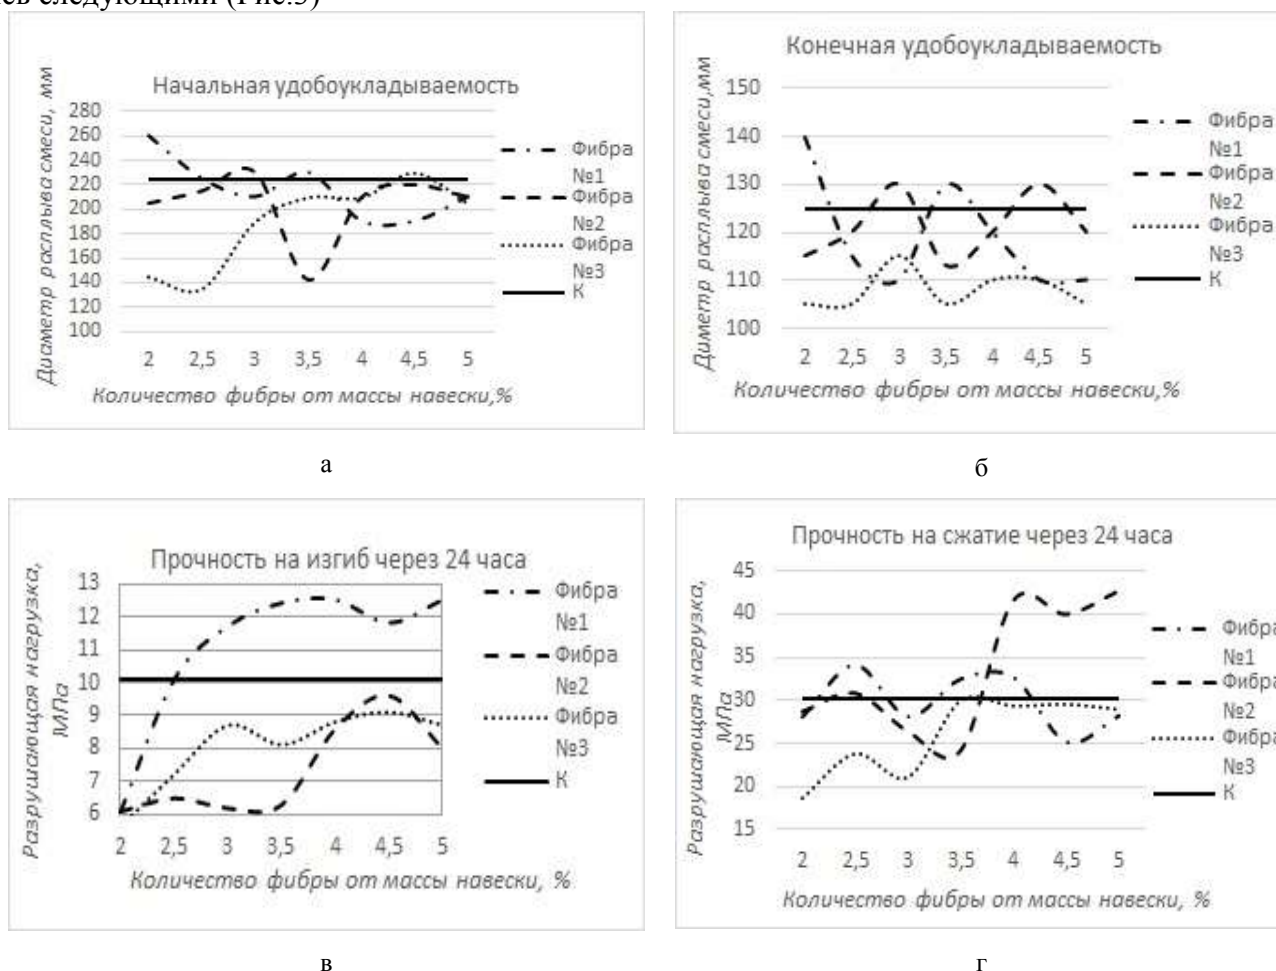 следующими (Рис.3)
Начальная удобоукладываемость
Диаметр расплыва смеси, мм
280
260
240
220
200
180
160
140
120
100
2 2,5 3 3,5 4 4,5 5
Количество фибры от массы навески,%
Фибра
№1
Фибра
№2
Фибра
№3
К
а
Конечная удобоукладываемость
Диметр расплыва смеси,мм
150
140
130
120
110
100
2 2,5 3 3,5 4 4,5 5
Количество фибры от массы навески,%
Фибра
№1
Фибра
№2
Фибра
№3
К
б
Прочность на изгиб через 24 часа
Разрушающая нагрузка,
МПа
13
12
11
10
9
8
7
6
2 2,5 3 3,5 4 4,5 5
Количество фибры от массы навески, %
Фибра
№1
Фибра
№2
Фибра
№3
К
в
Прочность на сжатие через 24 часа
Разрушающая нагрузка,
МПа
45
40
35
30
25
20
15
2 2,5 3 3,5 4 4,5 5
Количество фибры от массы навески, %
Фибра
№1
Фибра
№2
Фибра
№3
К
г